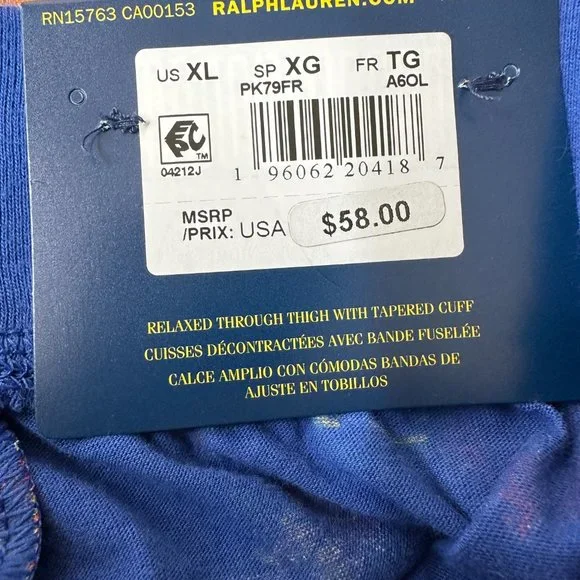 RN15763 CA00153 RALPHLAUREN.COM
US XL SP XG FR TG
PK79FR A6OL
EPC TM
04212J
1 96062 20418 7
MSRP
/PRIX: USA $58.00
RELAXED THROUGH THIGH WITH TAPERED CUFF
CUISSES DÉCONTRACTÉES AVEC BANDE FUSELÉE
CALCE AMPLIO CON CÓMODAS BANDAS DE
AJUSTE EN TOBILLOS